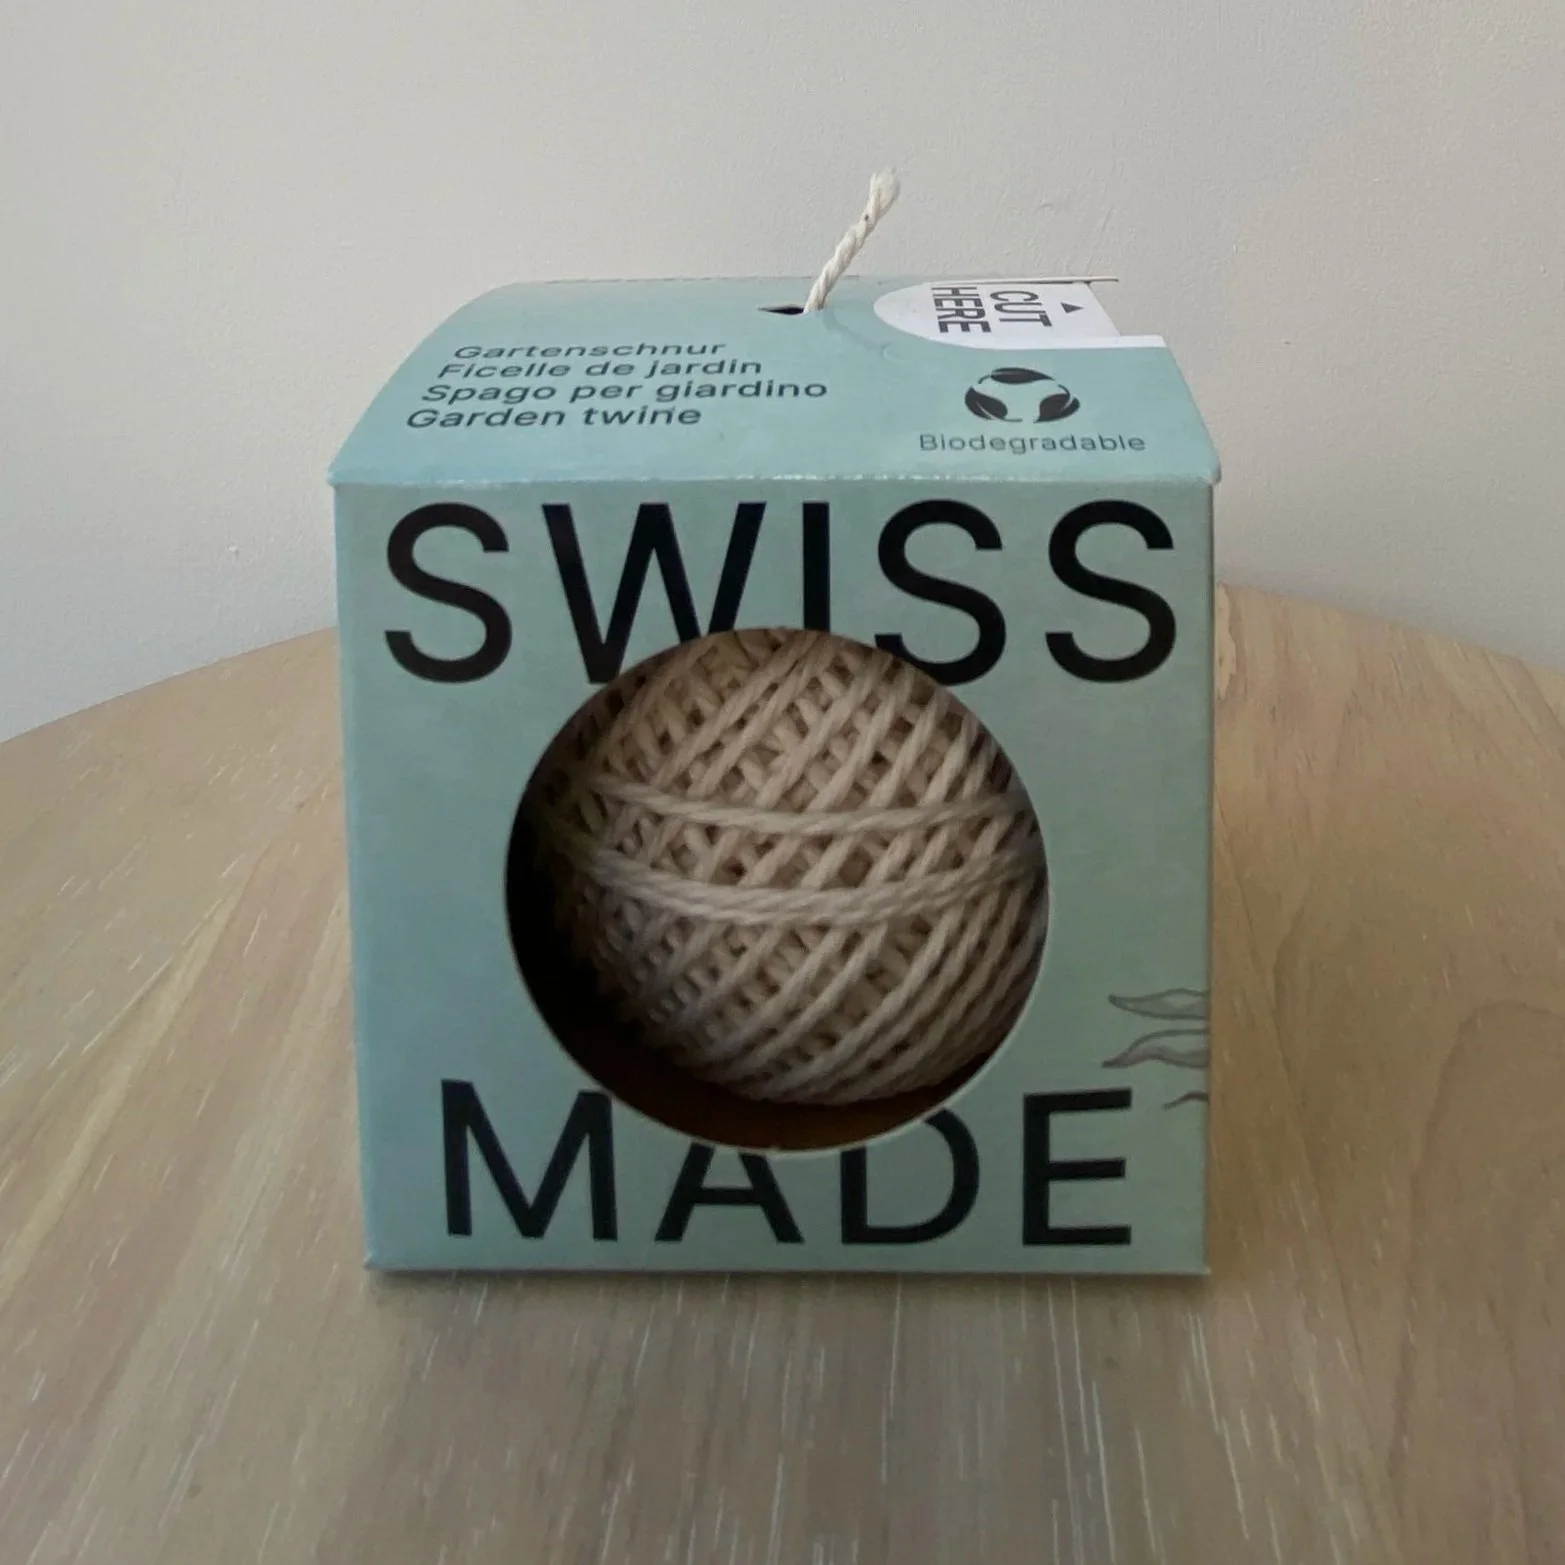 Gartenschnur
Ficelle de jardin
Spago per giardino
Garden twine
CUT
HERE
Biodegradable
SWISS
MADE